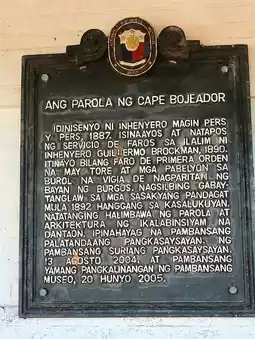 ANG PAROLA NG CAPE BOJEADOR
IDINISENYO NI INHENYERO MAGIN PERS
Y PERS, 1887. ISINAAYOS AT NATAPOS
NG SERVICIO DE FAROS SA ILALIM NI
INHENYERO GUILLERMO BROCKMAN, 1890.
ITINAYO BILANG FARO DE PRIMERA ORDEN
NA MAY TORE AT MGA PABELYON SA
BUROL NA VIGIA DE NAGPARITAN NG
BAYAN NG BURGOS. NAGSILBING GABAY-
TANGLAW SA MGA SASAKYANG PANDAGAT
MULA 1892 HANGGANG SA KASALUKUYAN.
NATATANGING HALIMBAWA NG PAROLA AT
ARKITEKTURA NG IKALABINSIYAM NA
DANTAON. IPINAHAYAG NA PAMBANSANG
PALATANDAANG PANGKASAYSAYAN, NG
PAMBANSANG SURIANG PANGKASAYSAYAN,
13 AGOSTO 2004, AT PAMBANSANG
YAMANG PANGKALINANGAN NG PAMBANSANG
MUSEO, 20 HUNYO 2005.